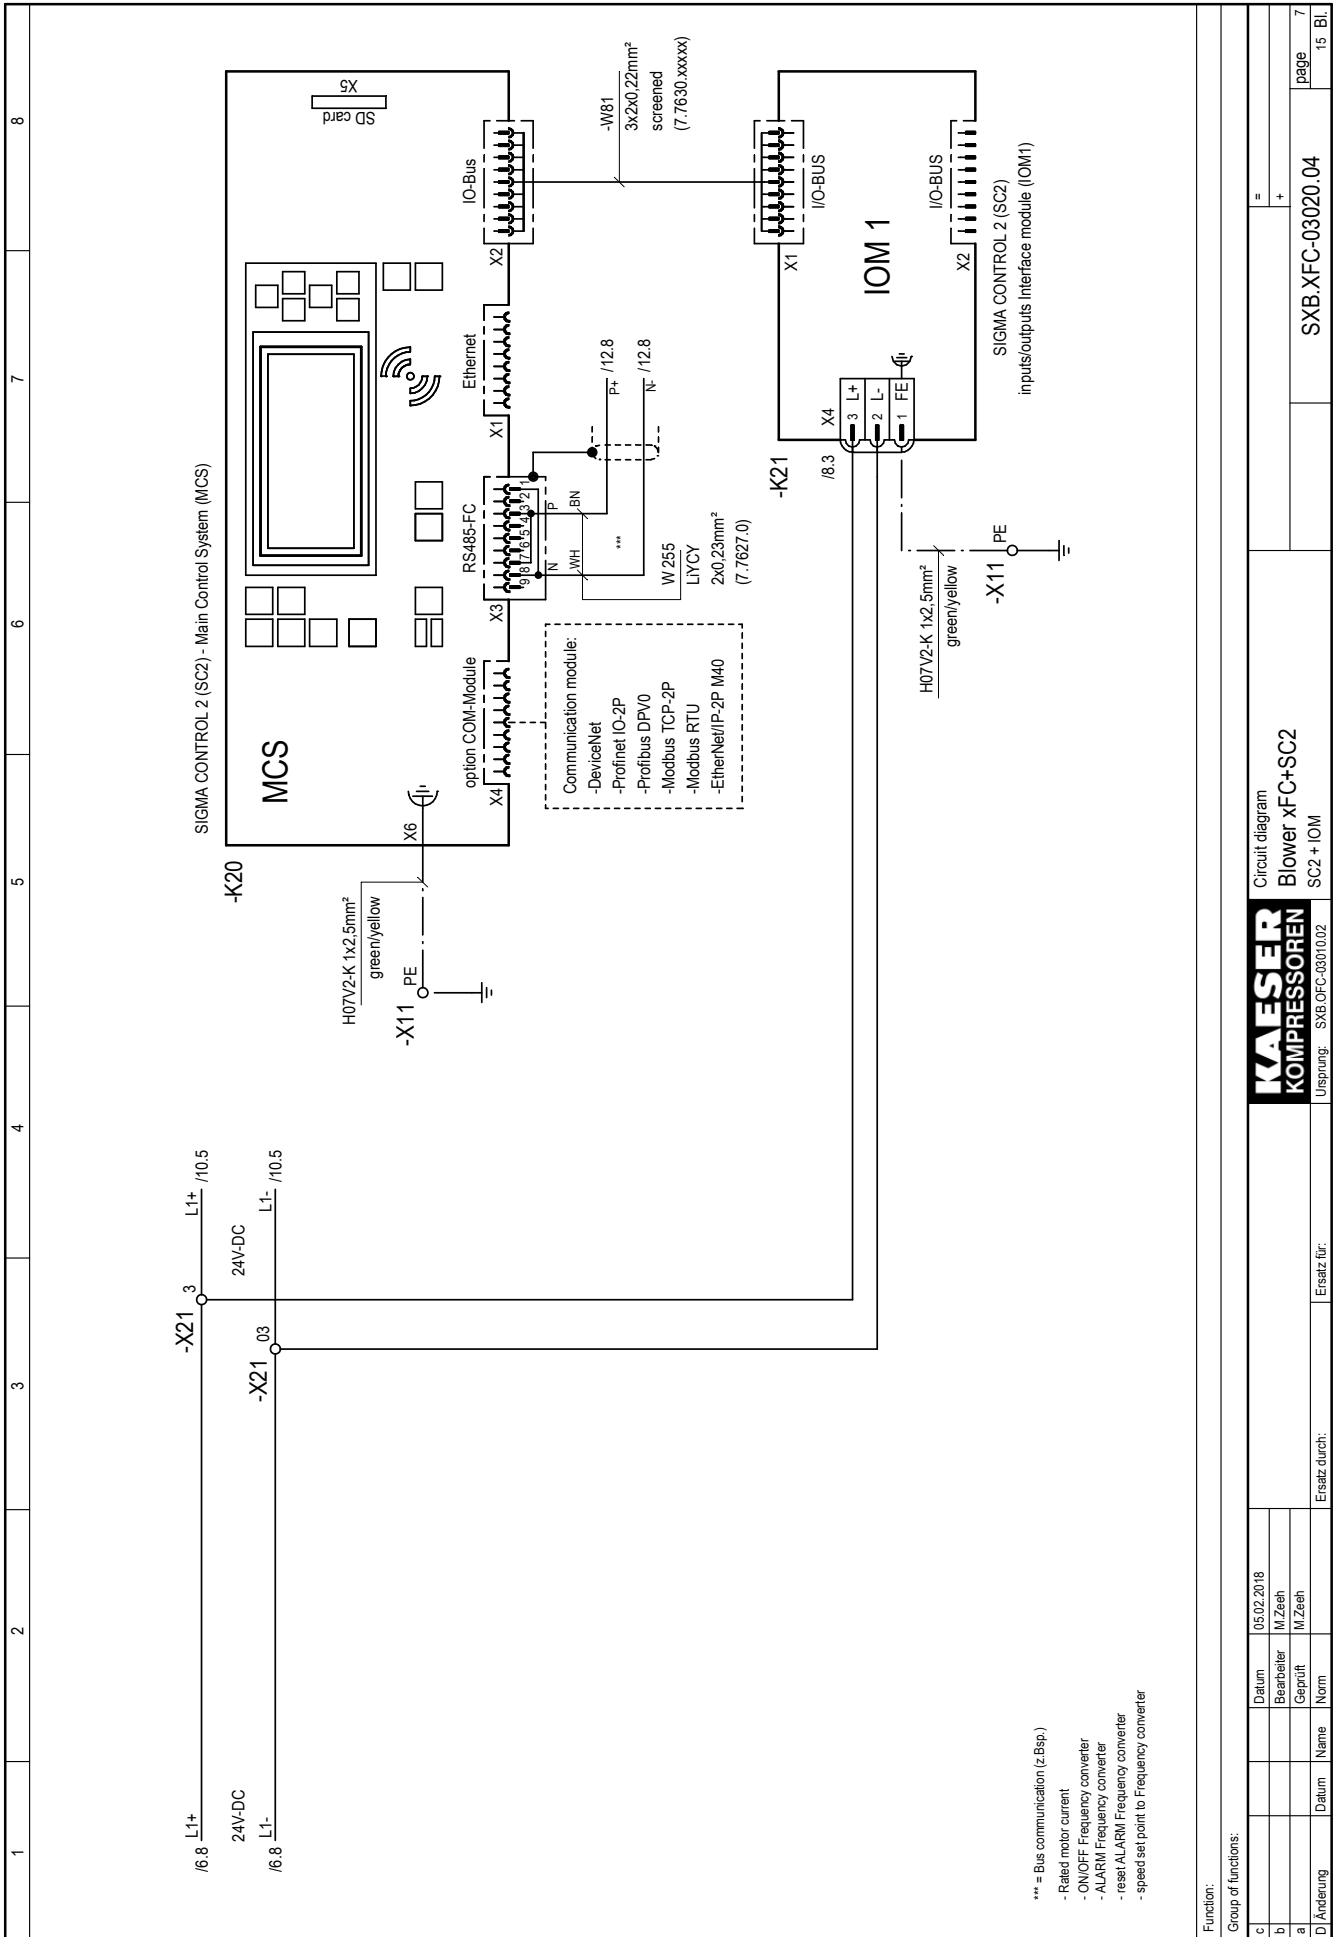 1
2
3
4
5
6
7
8
/6.8
L1+
24V-DC
/6.8
L1-
-X21
3
-X21
03
L1+
/10.5
24V-DC
L1-
/10.5
SIGMA CONTROL 2 (SC2) - Main Control System (MCS)
-K20
MCS
SD card
X5
H07V2-K 1x2,5mm²
green/yellow
-X11
PE
X6
X4
option COM-Module
X3
RS485-FC
X1
Ethernet
X2
IO-Bus
9 8 7 6 5 4 3 2 1
N
P
WH
BN
***
P+
/12.8
N-
/12.8
W 255
LiYCY
2x0,23mm²
(7.7627.0)
Communication module:
-DeviceNet
-Profinet IO-2P
-Profibus DPV0
-Modbus TCP-2P
-Modbus RTU
-EtherNet/IP-2P M40
-W81
3x2x0,22mm²
screened
(7.7630.xxxxx)
-K21
/8.3
X4
3 L+
2 L-
1 FE
X1
I/O-BUS
IOM 1
X2
I/O-BUS
SIGMA CONTROL 2 (SC2)
inputs/outputs Interface module (IOM1)
H07V2-K 1x2,5mm²
green/yellow
-X11
PE
*** = Bus communication (z.Bsp.)
- Rated motor current
- ON/OFF Frequency converter
- ALARM Frequency converter
- reset ALARM Frequency converter
- speed set point to Frequency converter
Function:
Group of functions:
c
b
a
D
Änderung
Datum
Name
Datum
05.02.2018
Bearbeiter
M.Zeeh
Geprüft
M.Zeeh
Norm
Ersatz durch:
Ersatz für:
KAESER
KOMPRESSOREN
Ursprung:
SXB.OFC-03010.02
Circuit diagram
Blower xFC+SC2
SC2 + IOM
=
+
SXB.XFC-03020.04
page
7
15 Bl.